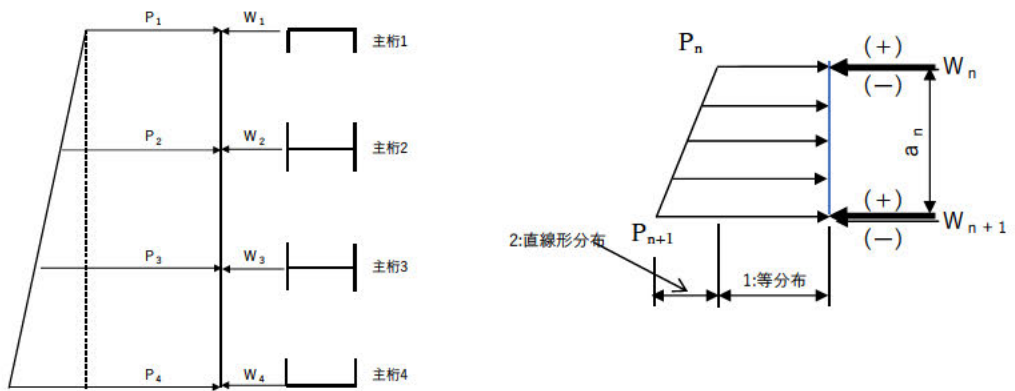 P₁ W₁ 主桁1
P₂ W₂ 主桁2
P₃ W₃ 主桁3
P₄ W₄ 主桁4
Pₙ (+) Wₙ
(−)
aₙ
(+)
Pₙ₊₁ (−) Wₙ₊₁
2:直線形分布
1:等分布